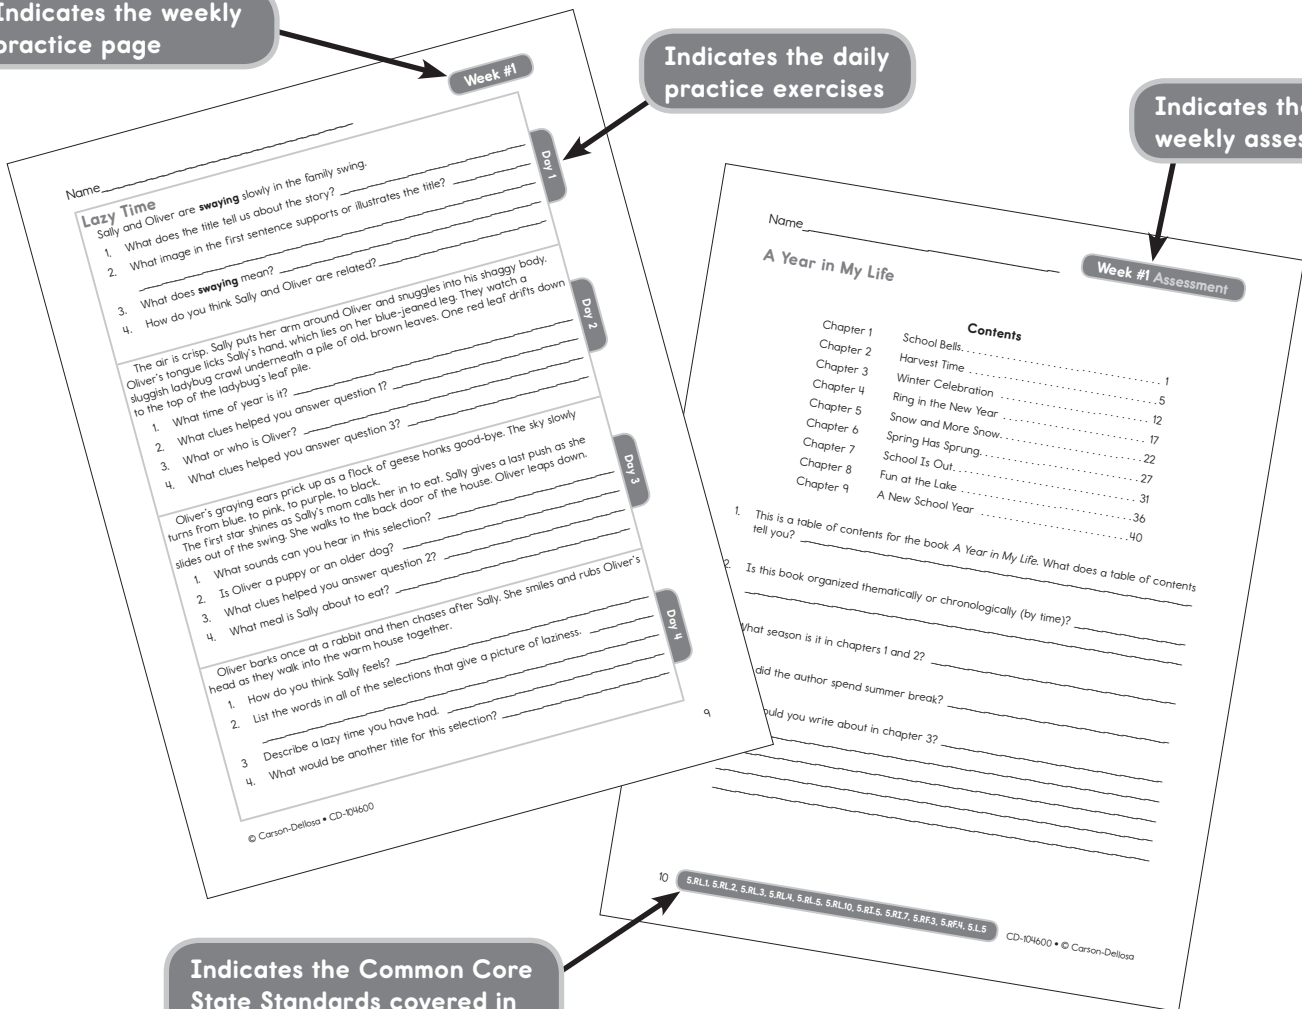 Indicates the weekly
practice page
Indicates the daily
practice exercises
Indicates the
weekly asses
Week #1
Name
Lazy Time
Sally and Oliver are swaying slowly in the family swing.
1. What does the title tell us about the story?
2. What image in the first sentence supports or illustrates the title?
3. What does swaying mean?
4. How do you think Sally and Oliver are related?
Day 1
The air is crisp. Sally puts her arm around Oliver and snuggles into his shaggy body.
Oliver's tongue licks Sally's hand, which lies on her blue-jeaned leg. They watch a
sluggish ladybug crawl underneath a pile of old, brown leaves. One red leaf drifts down
to the top of the ladybug's leaf pile.
1. What time of year is it?
2. What clues helped you answer question 1?
3. What or who is Oliver?
4. What clues helped you answer question 3?
Day 2
Oliver's graying ears prick up as a flock of geese honks good-bye. The sky slowly
turns from blue, to pink, to purple, to black.
The first star shines as Sally's mom calls her in to eat. Sally gives a last push as she
slides out of the swing. She walks to the back door of the house. Oliver leaps down.
1. What sounds can you hear in this selection?
2. Is Oliver a puppy or an older dog?
3. What clues helped you answer question 2?
4. What meal is Sally about to eat?
Day 3
Oliver barks once at a rabbit and then chases after Sally. She smiles and rubs Oliver's
head as they walk into the warm house together.
1. How do you think Sally feels?
2. List the words in all of the selections that give a picture of laziness.
3 Describe a lazy time you have had.
4. What would be another title for this selection?
Day 4
9
© Carson-Dellosa • CD-104600
Name
Week #1 Assessment
A Year in My Life
Contents
Chapter 1 School Bells. . . . . . . . . . 1
Chapter 2 Harvest Time . . . . . . . . . . 5
Chapter 3 Winter Celebration . . . . . . . . . . 12
Chapter 4 Ring in the New Year . . . . . . . . . . 17
Chapter 5 Snow and More Snow. . . . . . . . . . 22
Chapter 6 Spring Has Sprung. . . . . . . . . . 27
Chapter 7 School Is Out. . . . . . . . . . 31
Chapter 8 Fun at the Lake . . . . . . . . . . 36
Chapter 9 A New School Year . . . . . . . . . . 40
1. This is a table of contents for the book A Year in My Life. What does a table of contents
tell you?
2. Is this book organized thematically or chronologically (by time)?
What season is it in chapters 1 and 2?
did the author spend summer break?
ould you write about in chapter 3?
10 5.RL.1, 5.RL.2, 5.RL.3, 5.RL.4, 5.RL.5, 5.RL.10, 5.RI.5, 5.RI.7, 5.RF.3, 5.RF.4, 5.L.5
CD-104600 • © Carson-Dellosa
Indicates the Common Core
State Standards covered in